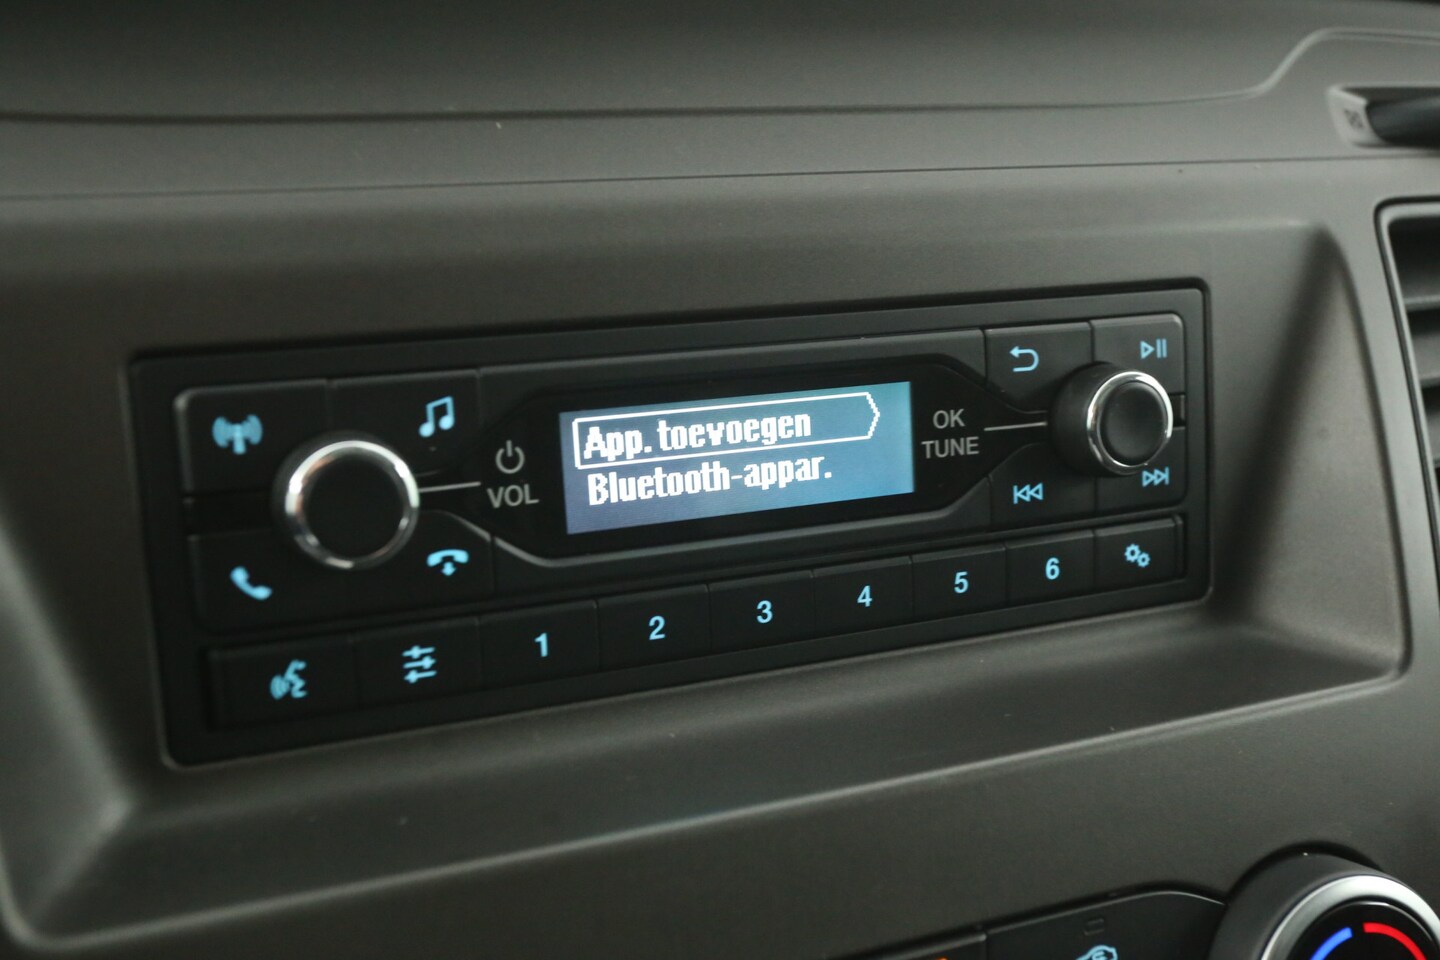 App. toevoegen
Bluetooth-appar.
VOL
OK
TUNE
1 2 3 4 5 6